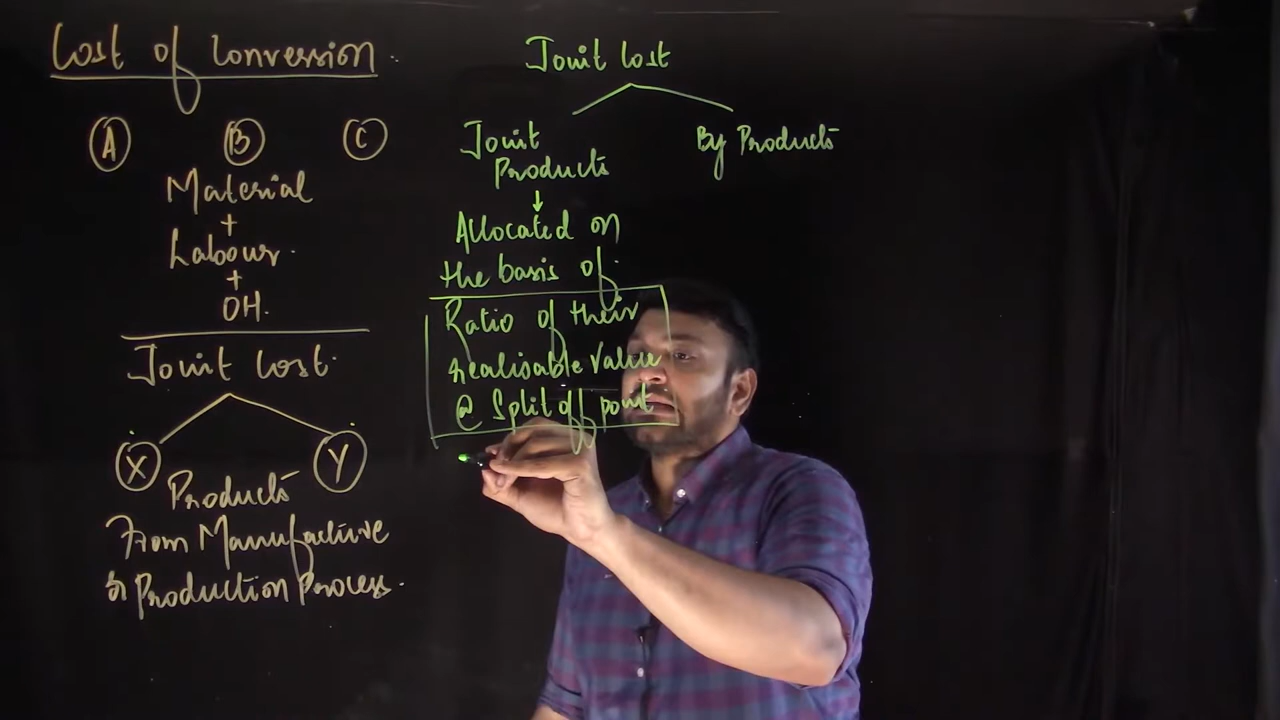 Cost of Conversion.
A B C
Material
+
Labour.
+
OH.
Joint Cost.
X Y
Products
From Manufacture
or Production Process.
Joint Cost
Joint
Products
By Products
Allocated on
the basis of.
Ratio of their
realisable value
@ Split off point